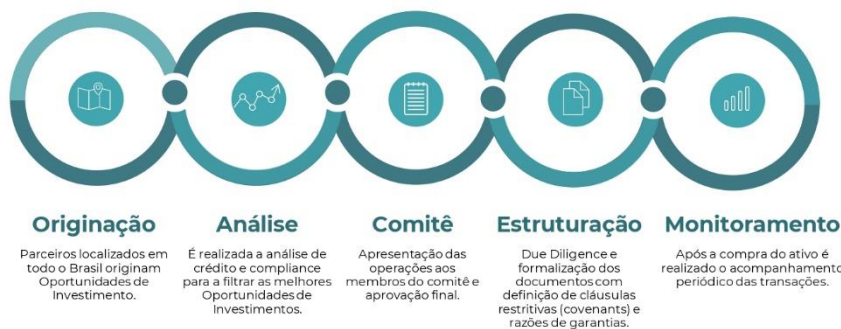 Originação
Parceiros localizados em
todo o Brasil originam
Oportunidades de
Investimento.
Análise
É realizada a análise de
crédito e compliance
para a filtrar as melhores
Oportunidades de
Investimentos.
Comitê
Apresentação das
operações aos
membros do comitê e
aprovação final.
Estruturação
Due Diligence e
formalização dos
documentos com
definição de cláusulas
restritivas (covenants) e
razões de garantias.
Monitoramento
Após a compra do ativo é
realizado o acompanhamento
periódico das transações.